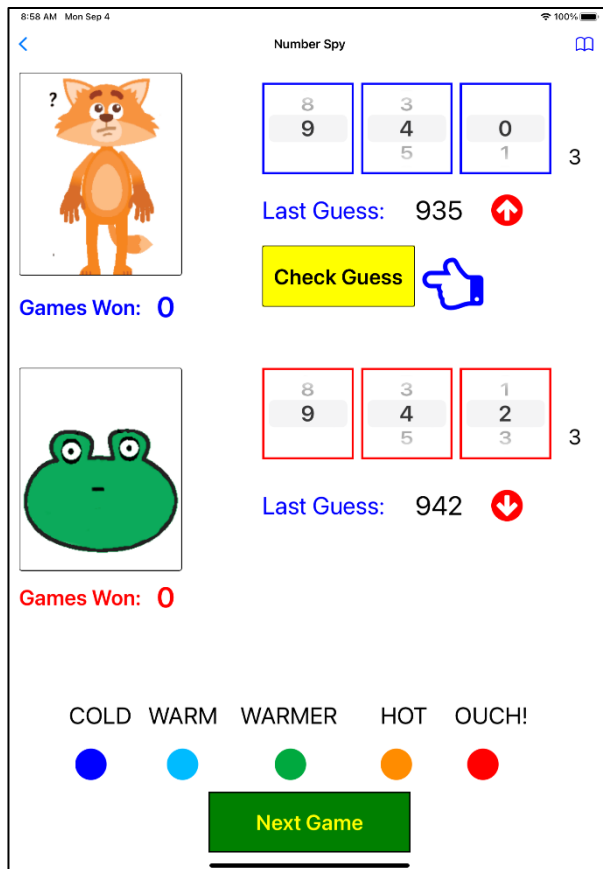 8:58 AM Mon Sep 4 100%
Number Spy
?
8 3
9 4 0
5 1
3
Last Guess: 935
Check Guess
Games Won: 0
8 3 1
9 4 2
5 3
3
Last Guess: 942
Games Won: 0
COLD WARM WARMER HOT OUCH!
Next Game